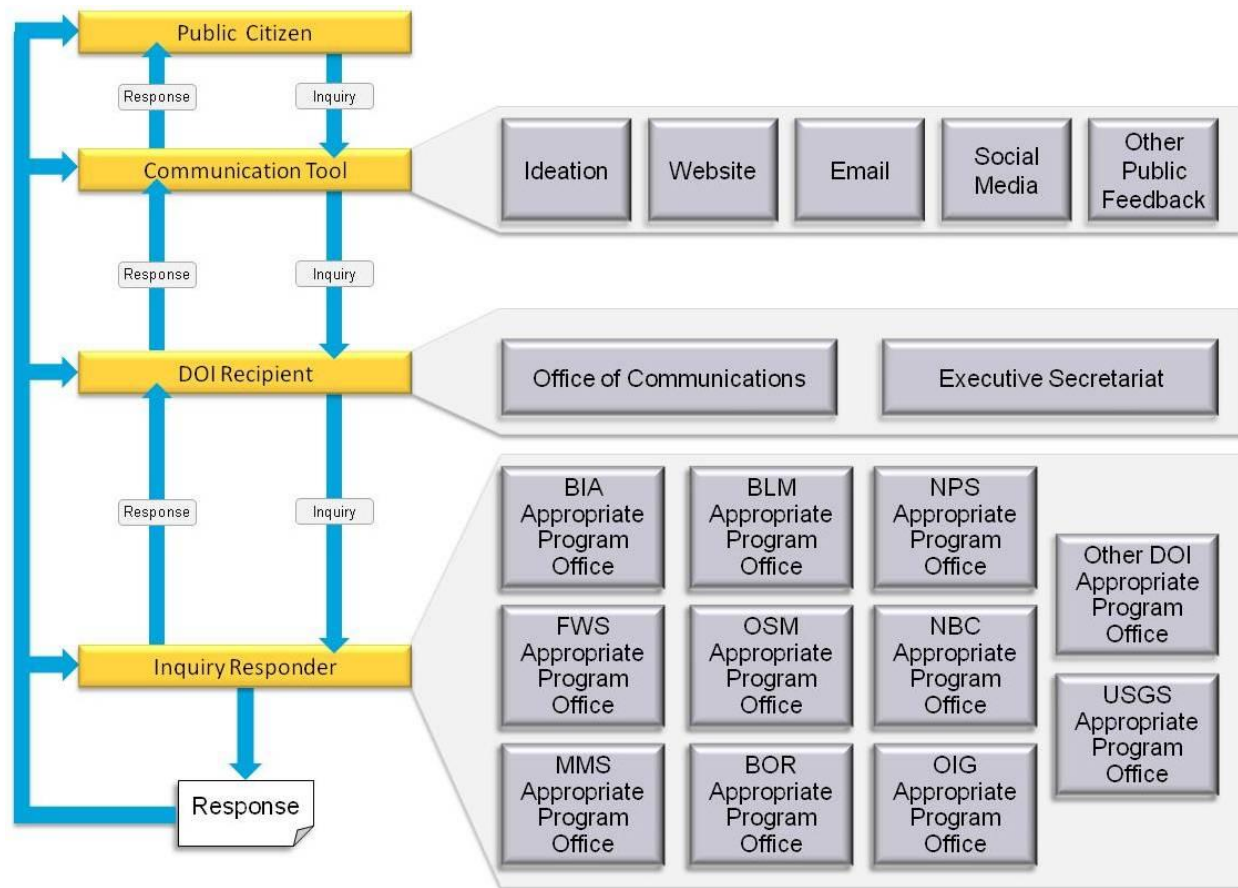 Public Citizen
Response
Inquiry
Communication Tool
Ideation
Website
Email
Social
Media
Other
Public
Feedback
Response
Inquiry
DOI Recipient
Office of Communications
Executive Secretariat
Response
Inquiry
Inquiry Responder
Response
BIA
Appropriate
Program
Office
BLM
Appropriate
Program
Office
NPS
Appropriate
Program
Office
Other DOI
Appropriate
Program
Office
FWS
Appropriate
Program
Office
OSM
Appropriate
Program
Office
NBC
Appropriate
Program
Office
USGS
Appropriate
Program
Office
MMS
Appropriate
Program
Office
BOR
Appropriate
Program
Office
OIG
Appropriate
Program
Office